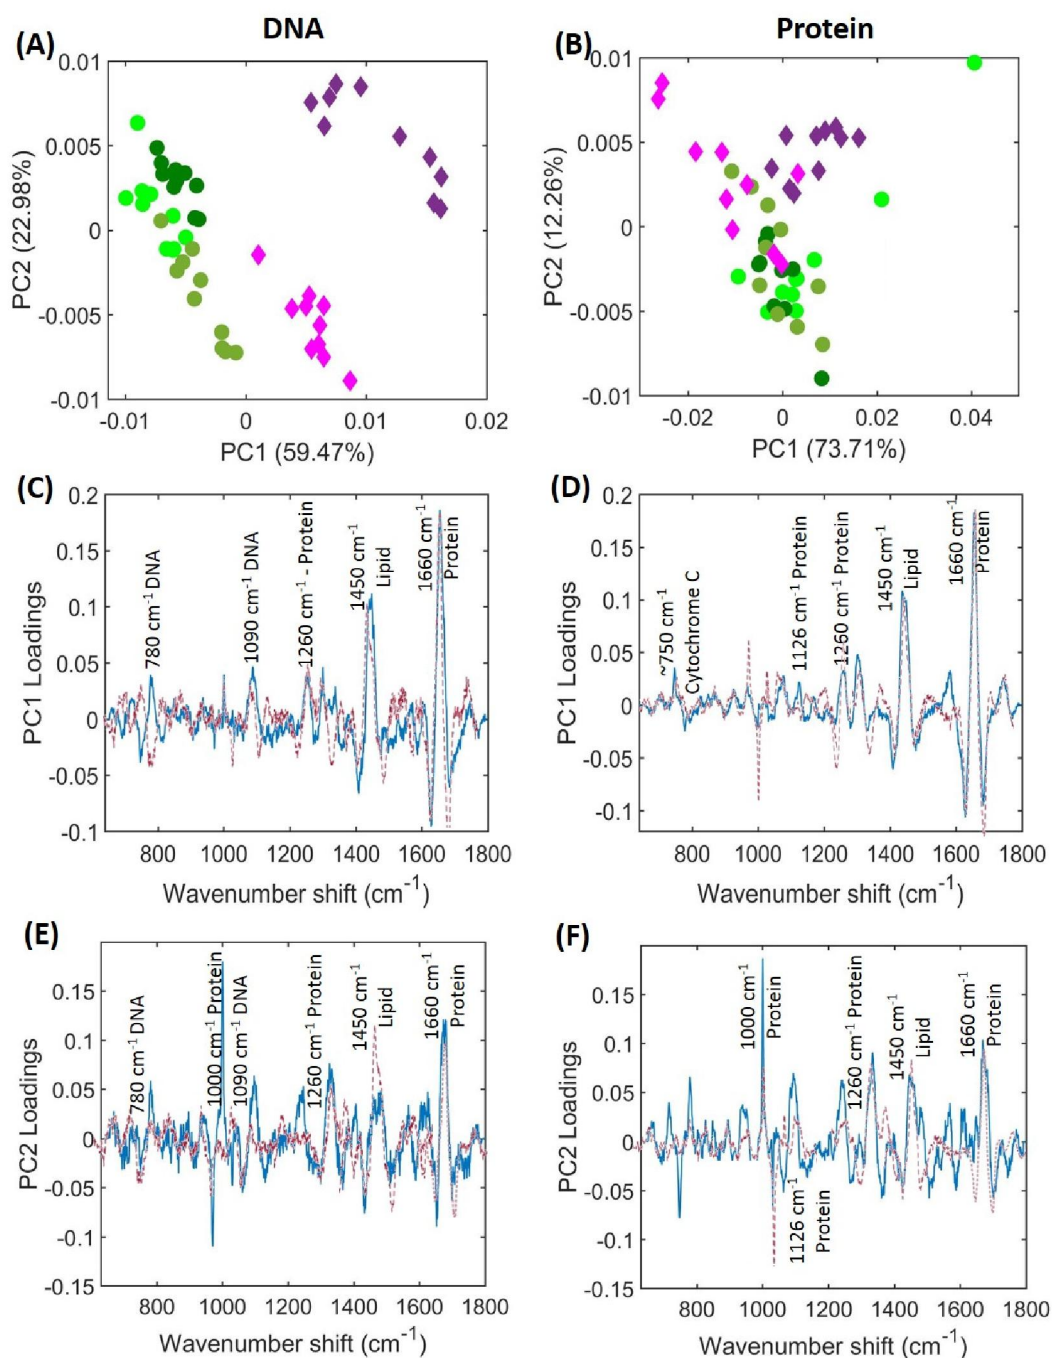 DNA
Protein
(A)
(B)
0.01
0.005
0
-0.005
-0.01
PC2 (22.98%)
-0.01
0
0.01
0.02
PC1 (59.47%)
0.01
0.005
0
-0.005
-0.01
PC2 (12.26%)
-0.02
0
0.02
0.04
PC1 (73.71%)
(C)
0.2
0.15
0.1
0.05
0
-0.05
-0.1
PC1 Loadings
780 cm⁻¹ DNA
1090 cm⁻¹ DNA
1260 cm⁻¹ - Protein
1450 cm⁻¹
Lipid
1660 cm⁻¹
Protein
800
1000
1200
1400
1600
1800
Wavenumber shift (cm⁻¹)
(D)
0.2
0.15
0.1
0.05
0
-0.05
-0.1
PC1 Loadings
~750 cm⁻¹
Cytochrome C
1126 cm⁻¹ Protein
1260 cm⁻¹ Protein
1450 cm⁻¹
Lipid
1660 cm⁻¹
Protein
800
1000
1200
1400
1600
1800
Wavenumber shift (cm⁻¹)
(E)
0.15
0.1
0.05
0
-0.05
-0.1
-0.15
PC2 Loadings
780 cm⁻¹ DNA
1000 cm⁻¹ Protein
1090 cm⁻¹ DNA
1260 cm⁻¹ Protein
1450 cm⁻¹
Lipid
1660 cm⁻¹
Protein
800
1000
1200
1400
1600
1800
Wavenumber shift (cm⁻¹)
(F)
0.15
0.1
0.05
0
-0.05
-0.1
-0.15
PC2 Loadings
1000 cm⁻¹
Protein
1126 cm⁻¹
Protein
1260 cm⁻¹ Protein
1450 cm⁻¹
Lipid
1660 cm⁻¹
Protein
800
1000
1200
1400
1600
1800
Wavenumber shift (cm⁻¹)